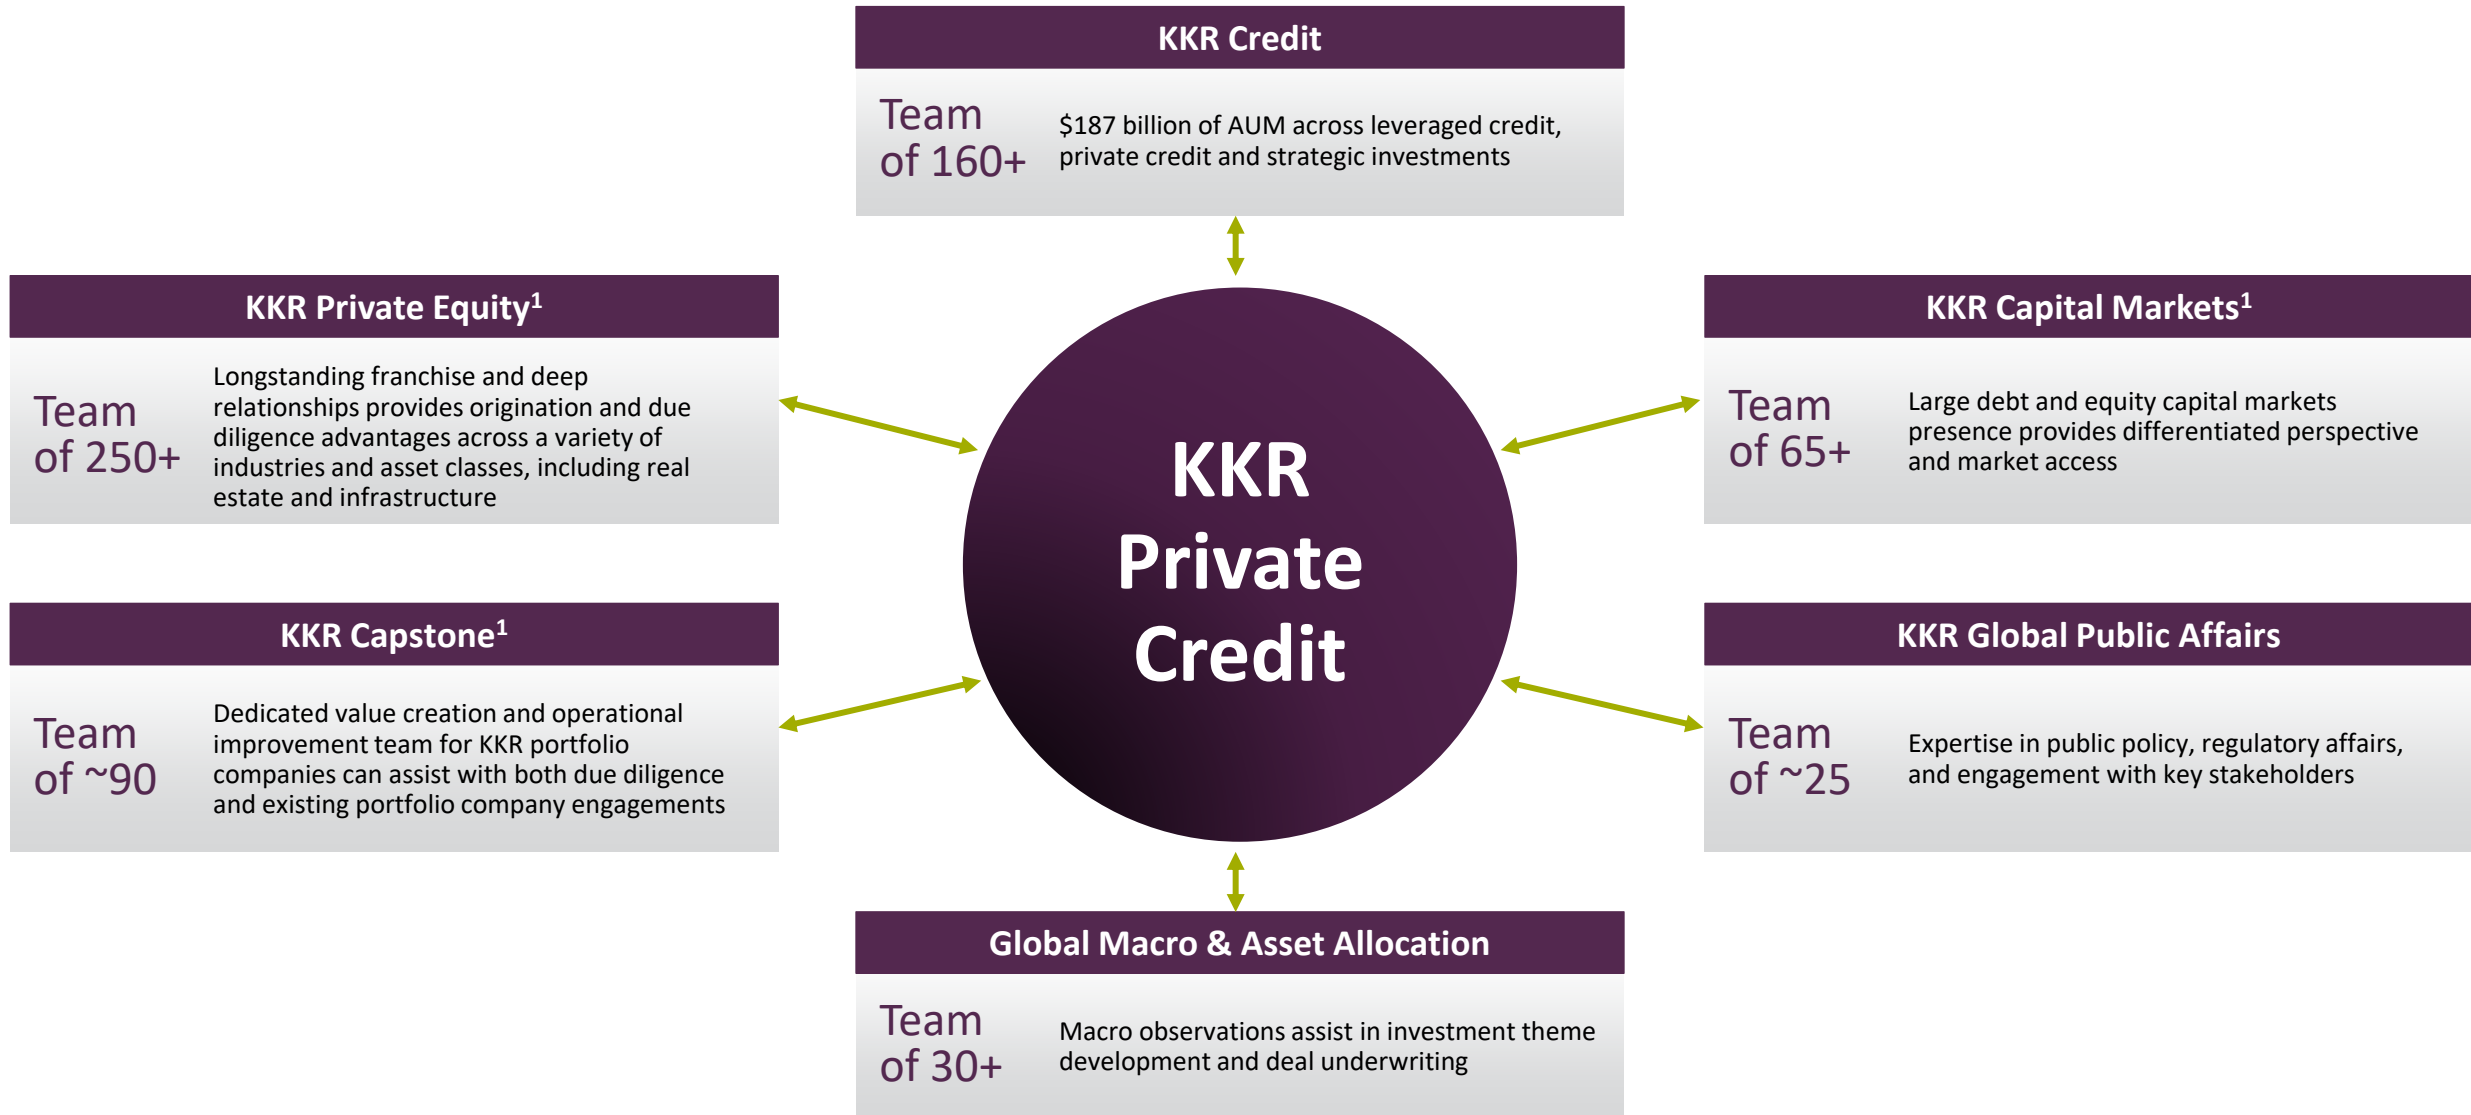 KKR Credit
Team
of 160+
$187 billion of AUM across leveraged credit,
private credit and strategic investments
KKR Private Equity¹
Team
of 250+
Longstanding franchise and deep
relationships provides origination and due
diligence advantages across a variety of
industries and asset classes, including real
estate and infrastructure
KKR Capital Markets¹
Team
of 65+
Large debt and equity capital markets
presence provides differentiated perspective
and market access
KKR
Private
Credit
KKR Capstone¹
Team
of ~90
Dedicated value creation and operational
improvement team for KKR portfolio
companies can assist with both due diligence
and existing portfolio company engagements
KKR Global Public Affairs
Team
of ~25
Expertise in public policy, regulatory affairs,
and engagement with key stakeholders
Global Macro & Asset Allocation
Team
of 30+
Macro observations assist in investment theme
development and deal underwriting